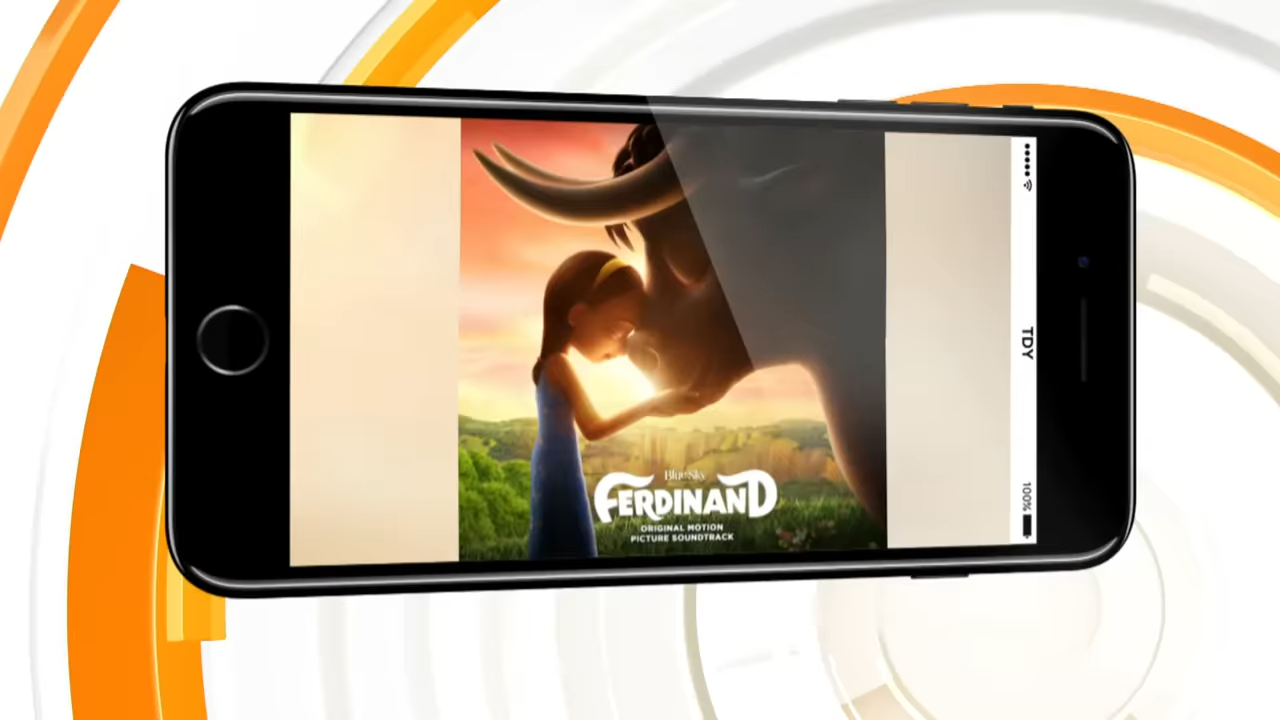 BlueSky
FERDINAND
ORIGINAL MOTION
PICTURE SOUNDTRACK
TDY
100%